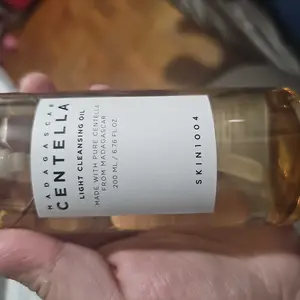 MADAGASCAR
CENTELLA
LIGHT CLEANSING OIL
MADE WITH PURE CENTELLA
FROM MADAGASCAR
200 ML / 6.76 FL.OZ
SKIN1004